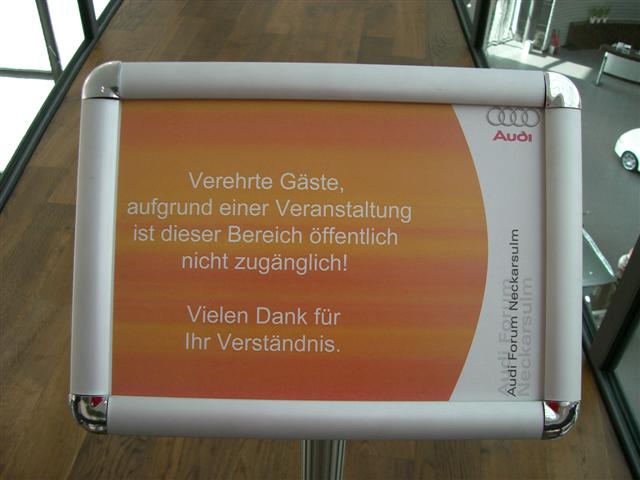 Verehrte Gäste,
aufgrund einer Veranstaltung
ist dieser Bereich öffentlich
nicht zugänglich!
Vielen Dank für
Ihr Verständnis.
Audi
Audi Forum Neckarsulm
Audi Forum
Neckarsulm